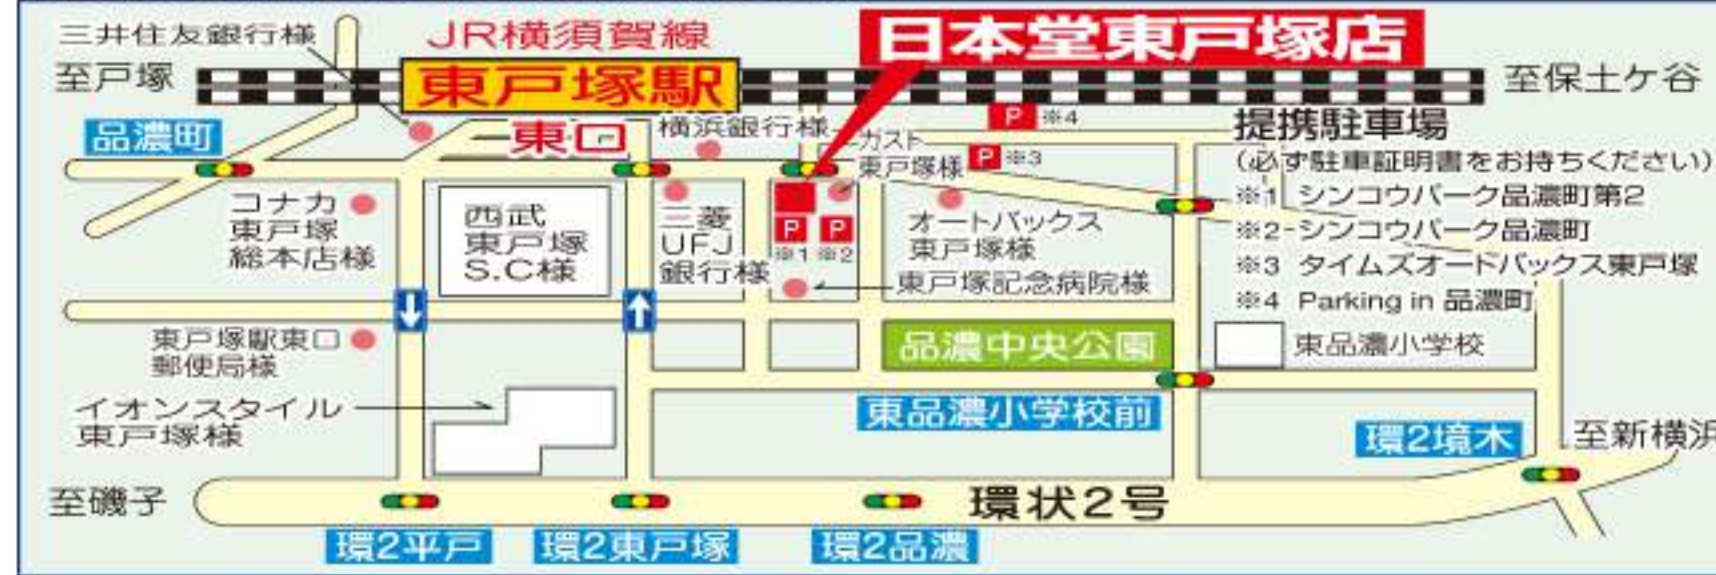 三井住友銀行様
JR横須賀線
日本堂東戸塚店
至戸塚
東戸塚駅
至保土ケ谷
品濃町
東口
横浜銀行様
P ※4
提携駐車場
ガスト
東戸塚様
P ※3
(必ず駐車証明書をお持ちください)
コナカ
東戸塚
総本店様
西武
東戸塚
S.C様
三菱
UFJ
銀行様
P P
※1 ※2
オートバックス
東戸塚様
東戸塚記念病院様
※1 シンコウパーク品濃町第2
※2 シンコウパーク品濃町
※3 タイムズオートバックス東戸塚
※4 Parking in 品濃町
東戸塚駅東口
郵便局様
品濃中央公園
東品濃小学校
イオンスタイル
東戸塚様
東品濃小学校前
環2境木
至新横浜
至磯子
環状2号
環2平戸
環2東戸塚
環2品濃